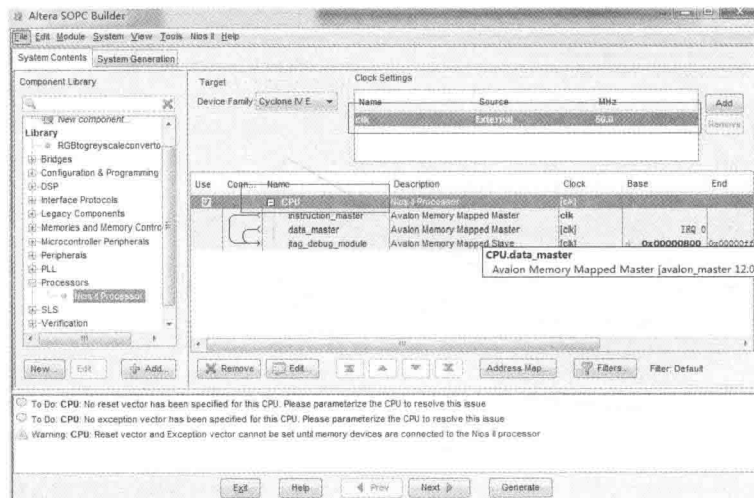 Altera SOPC Builder
File Edit Module System View Tools Nios II Help
System Contents System Generation
Component Library
New component...
Library
RGBtogreyscaleconverto
Bridges
Configuration & Programming
DSP
Interface Protocols
Legacy Components
Memories and Memory Contro
Microcontroller Peripherals
Peripherals
PLL
Processors
Nios II Processor
SLS
Verification
New... Edit... Add...
Target
Device Family: Cyclone IV E
Clock Settings
Name Source MHz
clk External 50.0
Add
Remove
Use Conn... Name Description Clock Base End
CPU Nios II Processor [clk]
instruction_master Avalon Memory Mapped Master clk
data_master Avalon Memory Mapped Master [clk] IRQ 0
jtag_debug_module Avalon Memory Mapped Slave [clk] 0x00000800 0x00000ff
CPU.data_master
Avalon Memory Mapped Master [avalon_master 12.0
Remove Edit... Address Map... Filters... Filter: Default
To Do: CPU: No reset vector has been specified for this CPU. Please parameterize the CPU to resolve this issue
To Do: CPU: No exception vector has been specified for this CPU. Please parameterize the CPU to resolve this issue
Warning: CPU: Reset vector and Exception vector cannot be set until memory devices are connected to the Nios II processor
Exit Help Prev Next Generate